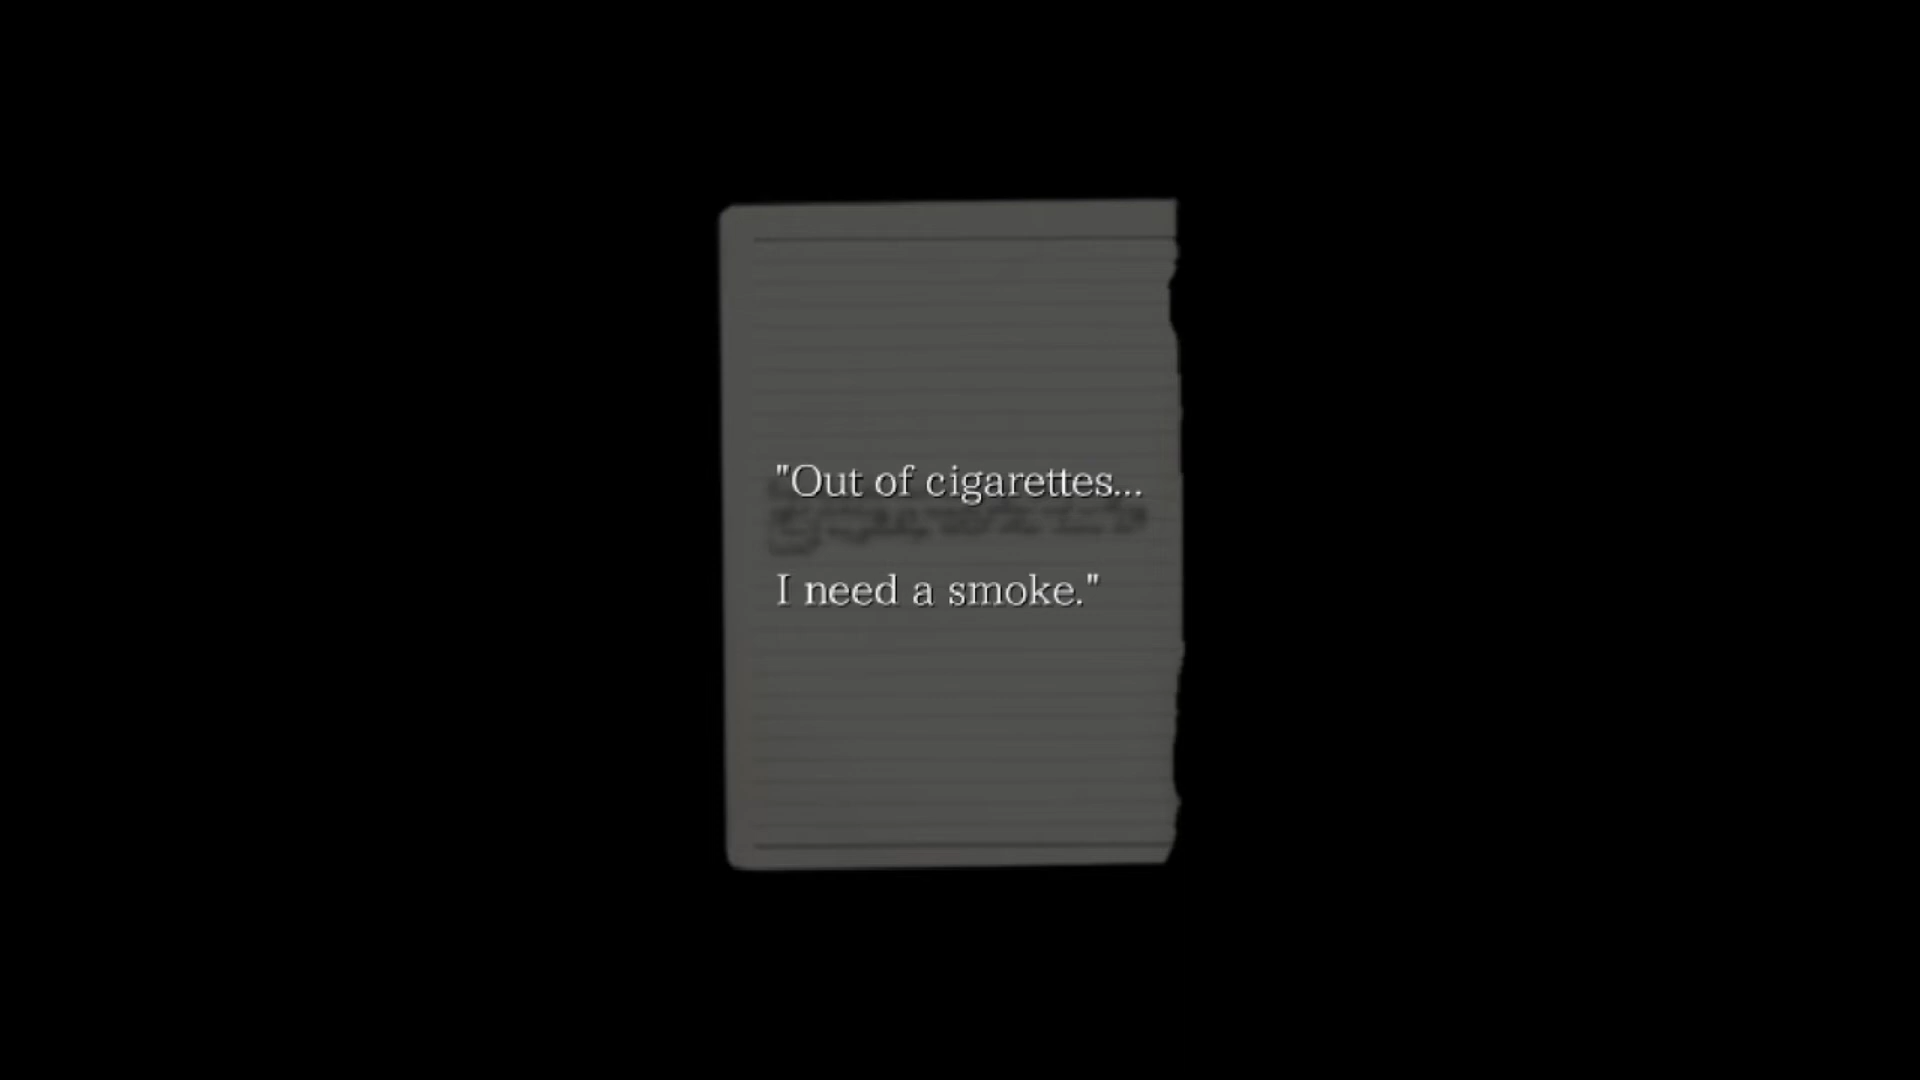 "Out of cigarettes...
I need a smoke."